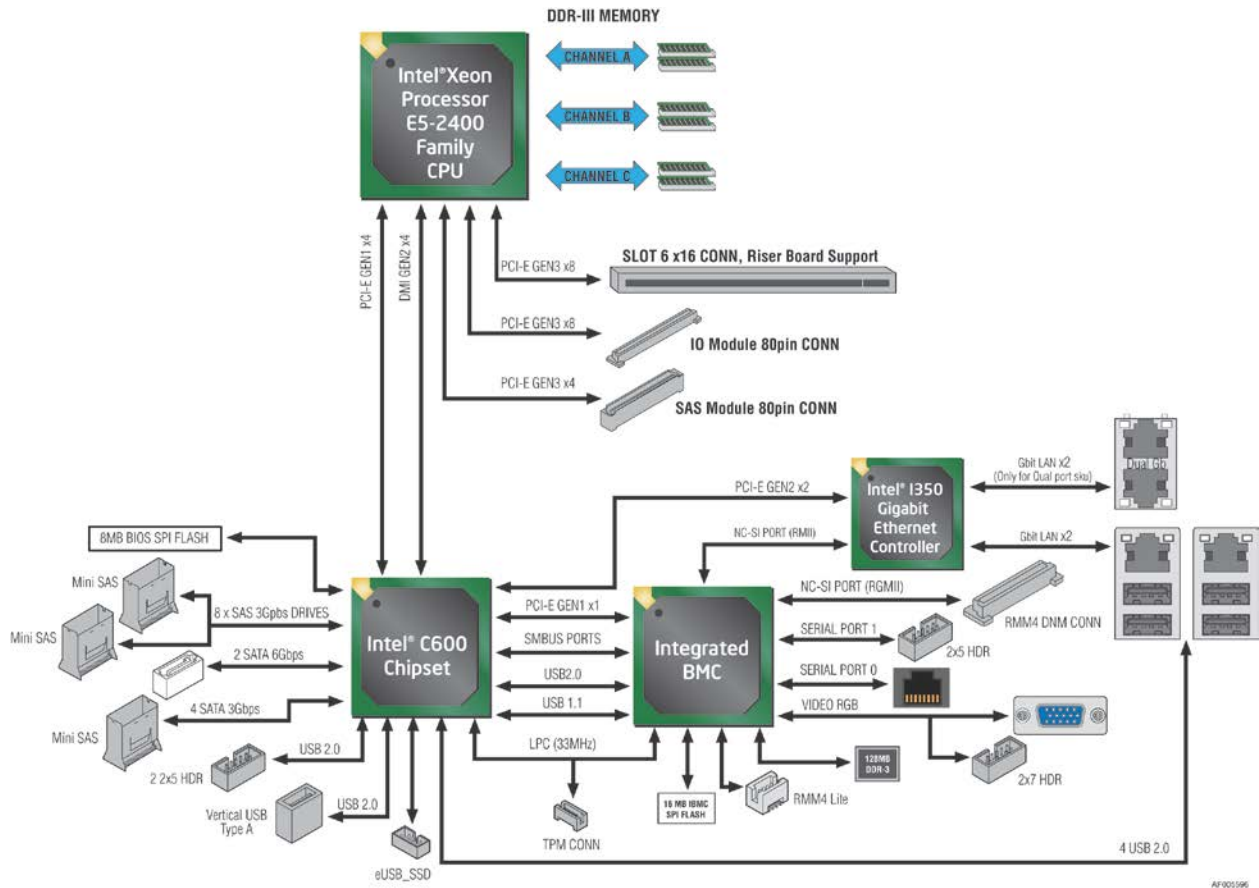 DDR-III MEMORY
Intel® Xeon
Processor
E5-2400
Family
CPU
CHANNEL A
CHANNEL B
CHANNEL C
PCI-E GEN1 x4
DMI GEN2 x4
PCI-E GEN3 x8
SLOT 6 x16 CONN, Riser Board Support
PCI-E GEN3 x8
IO Module 80pin CONN
PCI-E GEN3 x4
SAS Module 80pin CONN
PCI-E GEN2 x2
Intel® I350
Gigabit
Ethernet
Controller
Gbit LAN x2
(Only for Qual port sku)
Dual Gb
NC-SI PORT (RMII)
Gbit LAN x2
8MB BIOS SPI FLASH
Mini SAS
Mini SAS
8 x SAS 3Gpbs DRIVES
2 SATA 6Gbps
4 SATA 3Gbps
Mini SAS
Intel® C600
Chipset
PCI-E GEN1 x1
SMBUS PORTS
USB2.0
USB 1.1
Integrated
BMC
NC-SI PORT (RGMII)
RMM4 DNM CONN
SERIAL PORT 1
2x5 HDR
SERIAL PORT 0
VIDEO RGB
2x7 HDR
USB 2.0
2 2x5 HDR
USB 2.0
Vertical USB
Type A
eUSB_SSD
LPC (33MHz)
TPM CONN
16 MB IBMC
SPI FLASH
RMM4 Lite
128MB
DDR-3
4 USB 2.0
AF005596